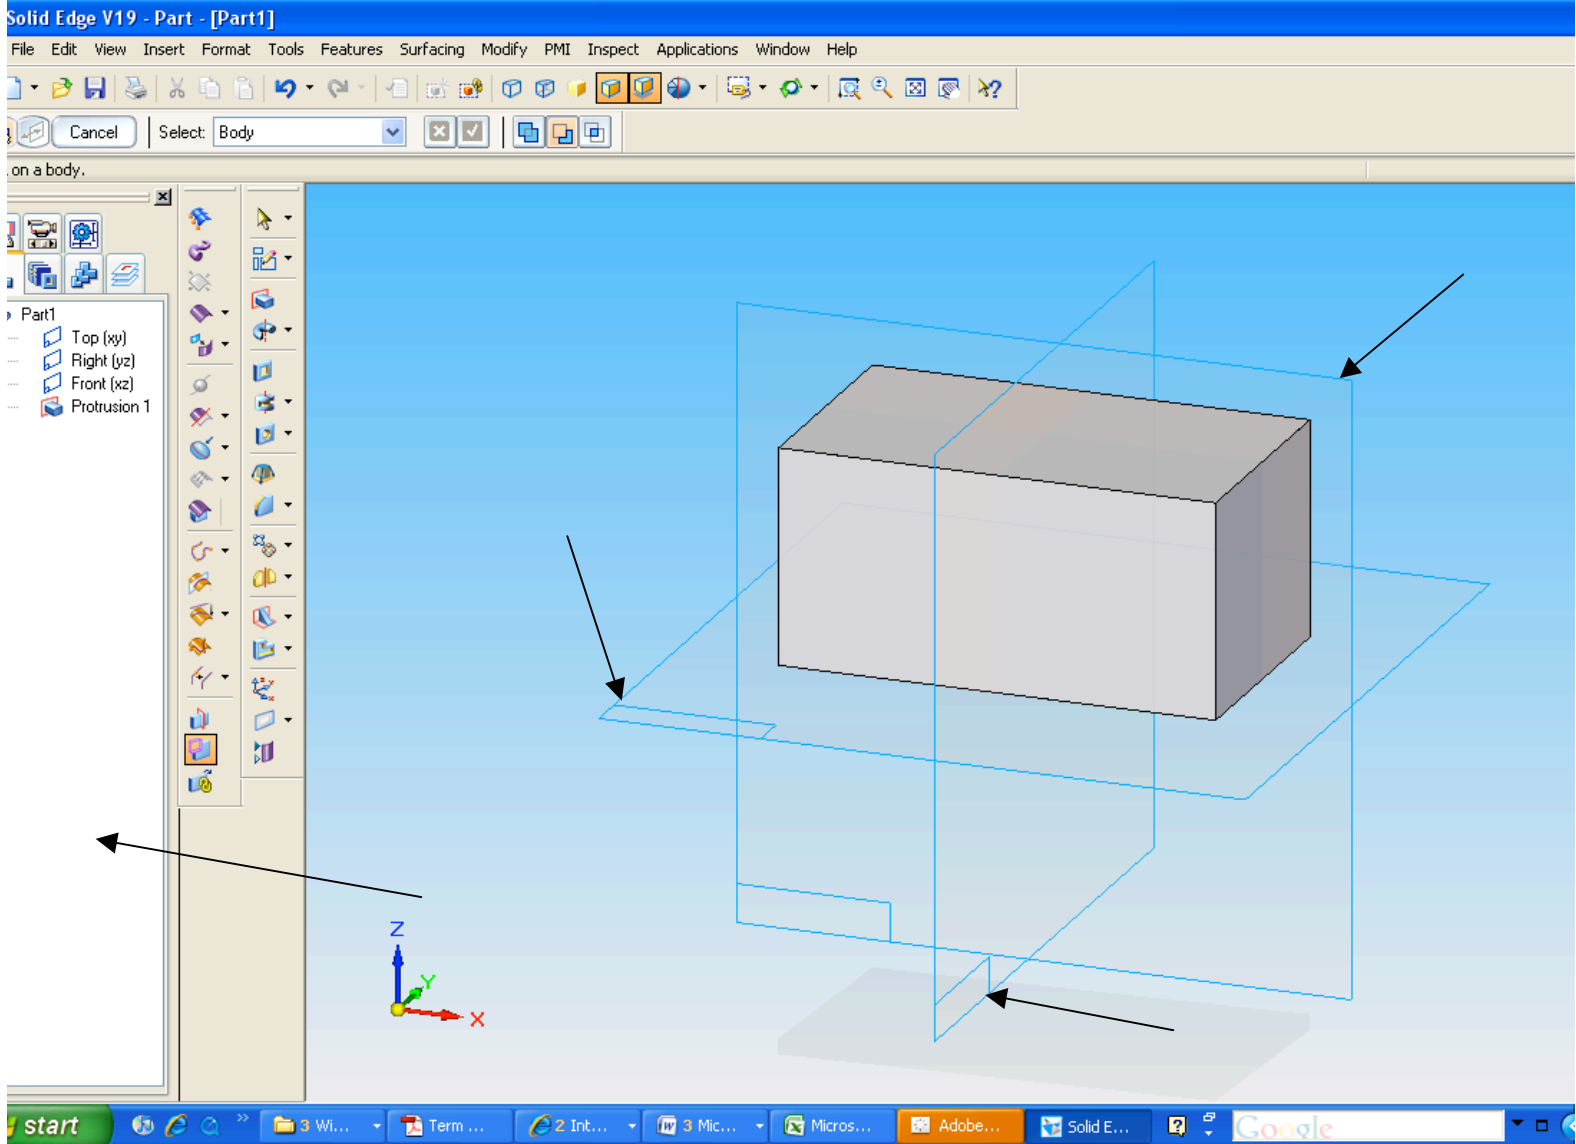 Solid Edge V19 - Part - [Part1]
File Edit View Insert Format Tools Features Surfacing Modify PMI Inspect Applications Window Help
Cancel Select: Body
on a body.
Part1
Top (xy)
Right (yz)
Front (xz)
Protrusion 1
Z
Y
X
start 3 Wi... Term ... 2 Int... 3 Mic... Micros... Adobe... Solid E... Google